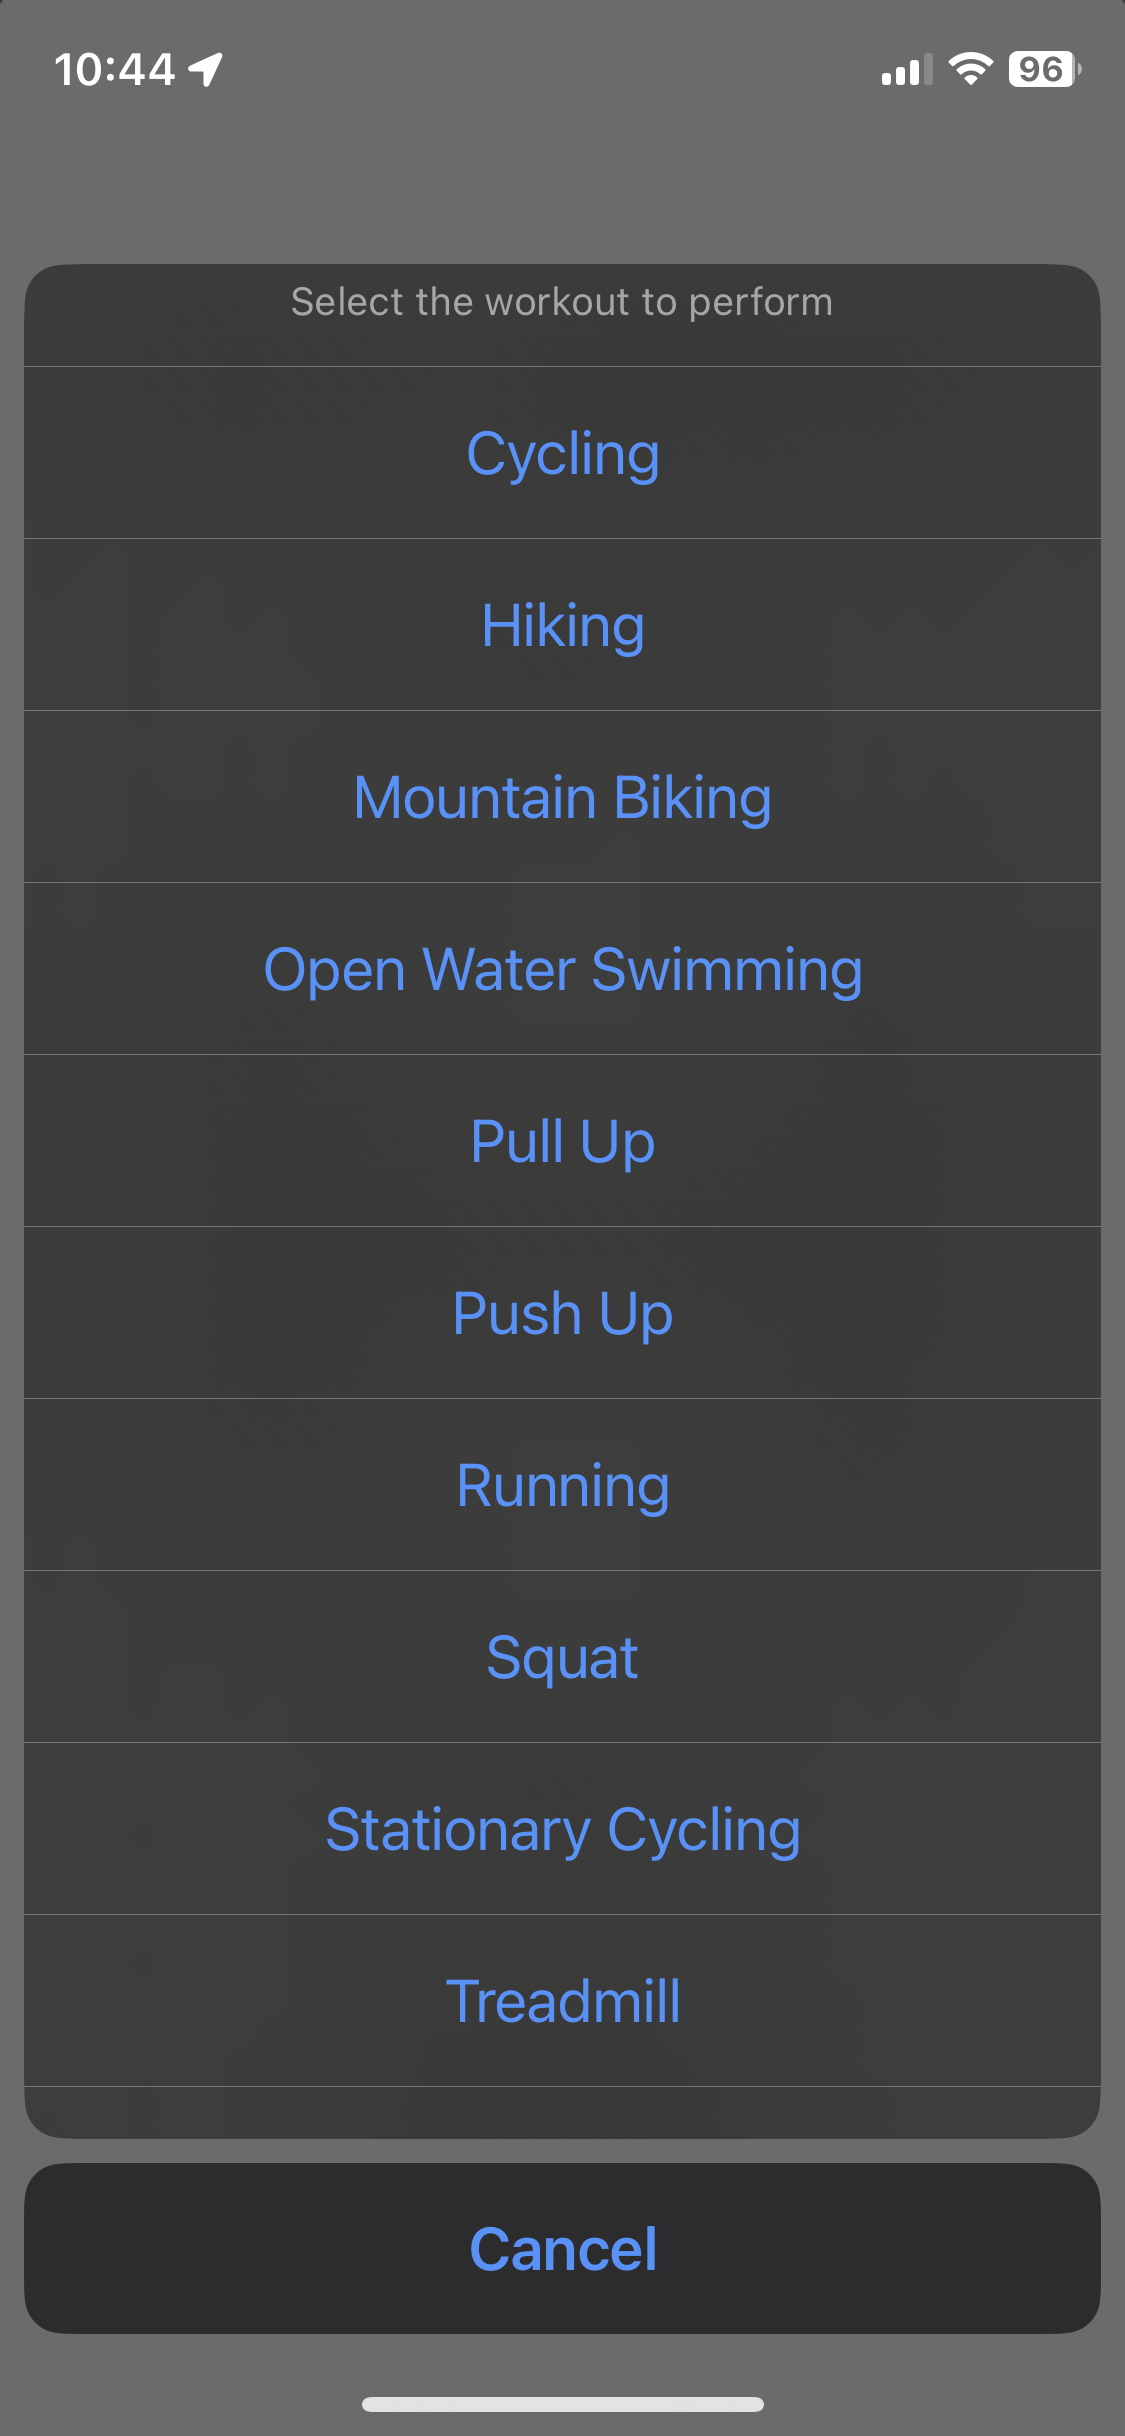 10:44
96
Select the workout to perform
Cycling
Hiking
Mountain Biking
Open Water Swimming
Pull Up
Push Up
Running
Squat
Stationary Cycling
Treadmill
Cancel